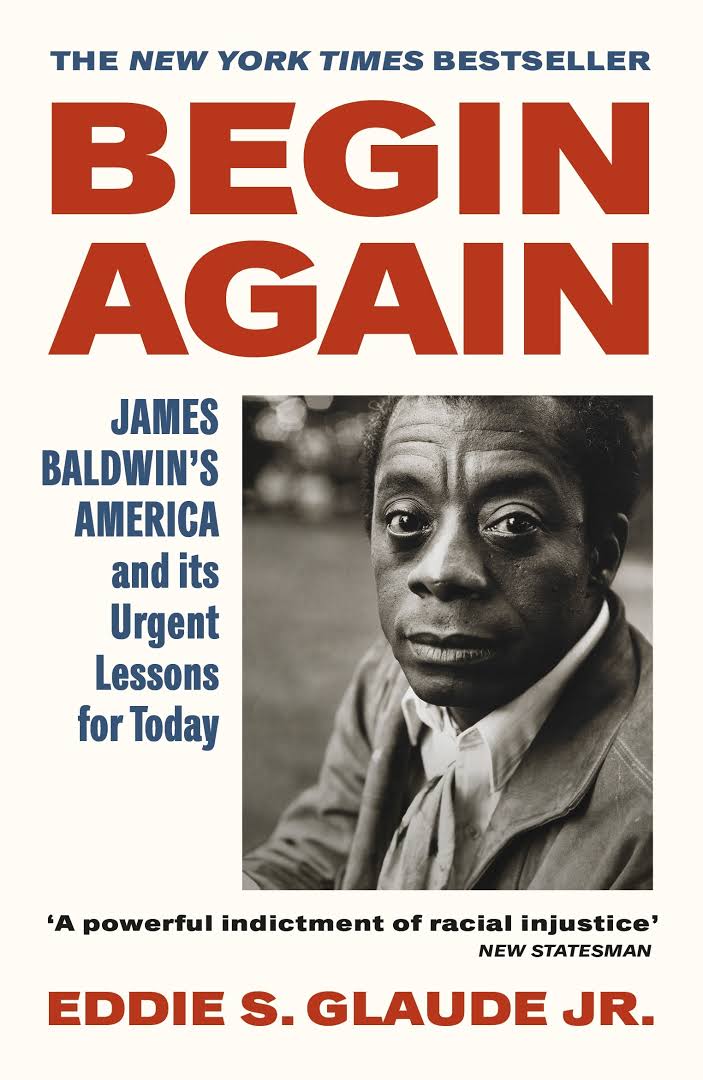 THE NEW YORK TIMES BESTSELLER
BEGIN
AGAIN
JAMES
BALDWIN'S
AMERICA
and its
Urgent
Lessons
for Today
‘A powerful indictment of racial injustice’
NEW STATESMAN
EDDIE S. GLAUDE JR.